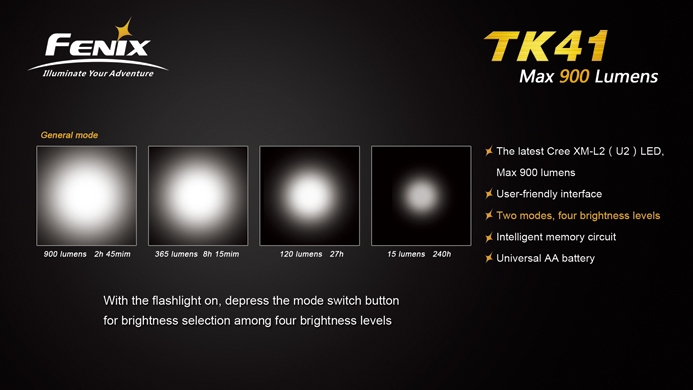 FENIX
Illuminate Your Adventure
TK41
Max 900 Lumens
General mode
900 lumens 2h 45mim
365 lumens 8h 15mim
120 lumens 27h
15 lumens 240h
The latest Cree XM-L2 ( U2 ) LED,
Max 900 lumens
User-friendly interface
Two modes, four brightness levels
Intelligent memory circuit
Universal AA battery
With the flashlight on, depress the mode switch button
for brightness selection among four brightness levels